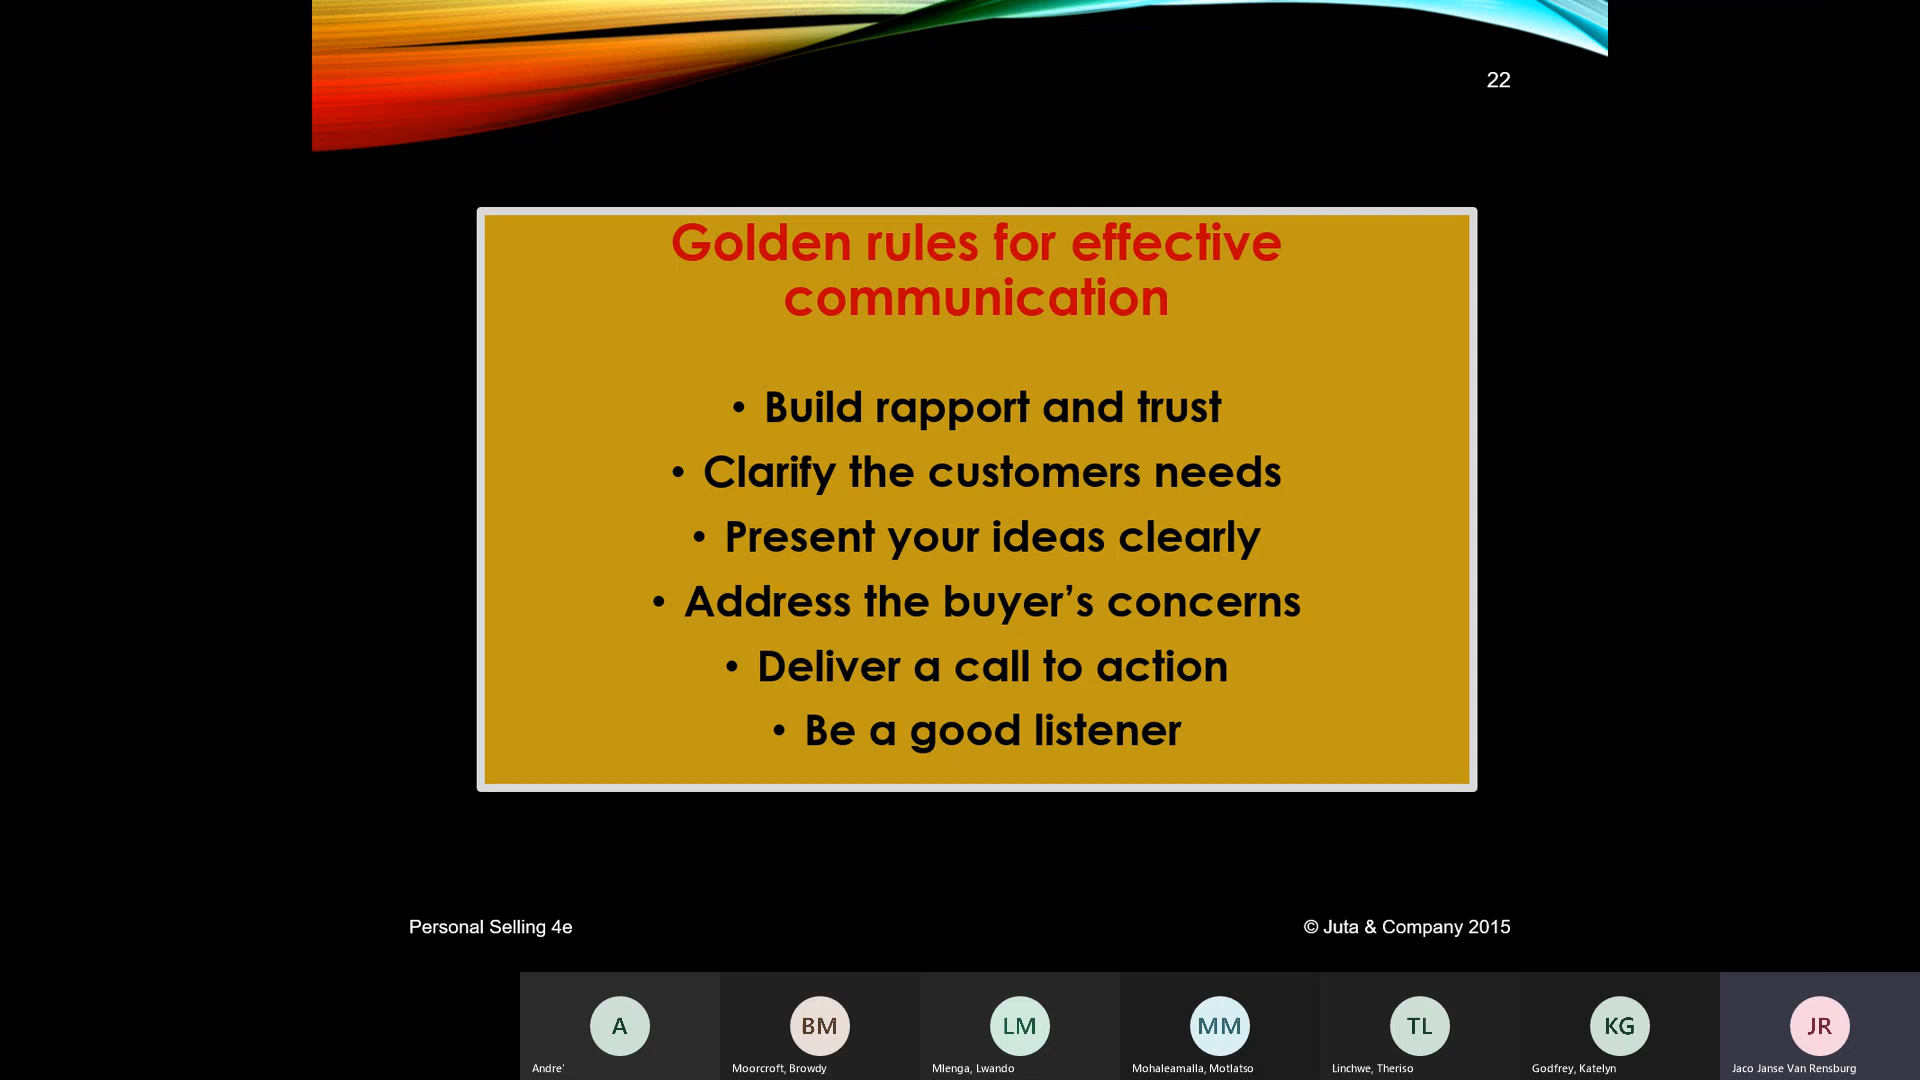 22
Golden rules for effective
communication
• Build rapport and trust
• Clarify the customers needs
• Present your ideas clearly
• Address the buyer’s concerns
• Deliver a call to action
• Be a good listener
Personal Selling 4e
© Juta & Company 2015
A
BM
LM
MM
TL
KG
JR
Andre'
Moorcroft, Browdy
Mlenga, Lwando
Mohaleamalla, Motlatso
Linchwe, Theriso
Godfrey, Katelyn
Jaco Janse Van Rensburg